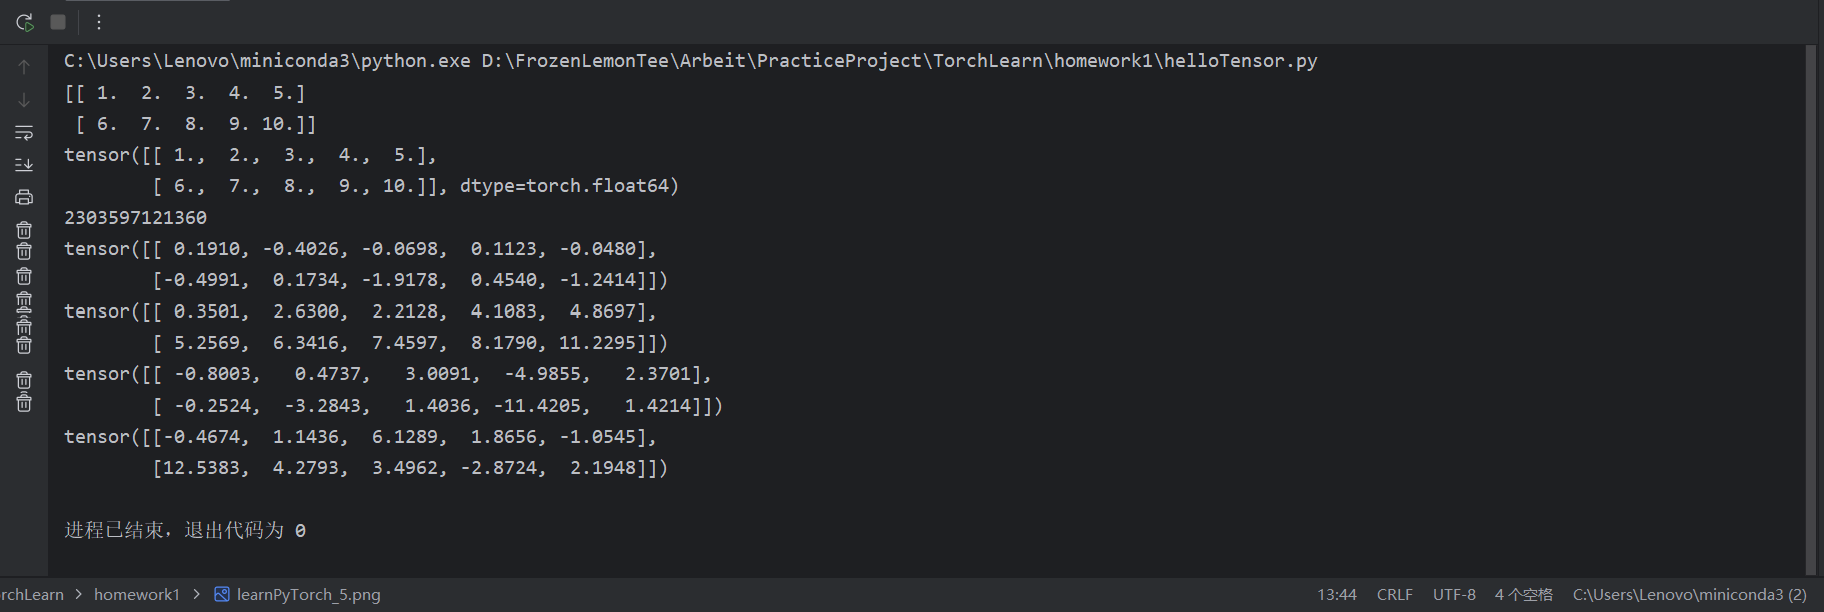 C:\Users\Lenovo\miniconda3\python.exe D:\FrozenLemonTee\Arbeit\PracticeProject\TorchLearn\homework1\helloTensor.py
[[ 1.  2.  3.  4.  5.]
 [ 6.  7.  8.  9. 10.]]
tensor([[ 1.,  2.,  3.,  4.,  5.],
        [ 6.,  7.,  8.,  9., 10.]], dtype=torch.float64)
2303597121360
tensor([[ 0.1910, -0.4026, -0.0698,  0.1123, -0.0480],
        [-0.4991,  0.1734, -1.9178,  0.4540, -1.2414]])
tensor([[ 0.3501,  2.6300,  2.2128,  4.1083,  4.8697],
        [ 5.2569,  6.3416,  7.4597,  8.1790, 11.2295]])
tensor([[ -0.8003,   0.4737,   3.0091,  -4.9855,   2.3701],
        [ -0.2524,  -3.2843,   1.4036, -11.4205,   1.4214]])
tensor([[-0.4674,  1.1436,  6.1289,  1.8656, -1.0545],
        [12.5383,  4.2793,  3.4962, -2.8724,  2.1948]])
进程已结束，退出代码为 0
rchLearn > homework1 > learnPyTorch_5.png 13:44 CRLF UTF-8 4 个空格 C:\Users\Lenovo\miniconda3 (2)